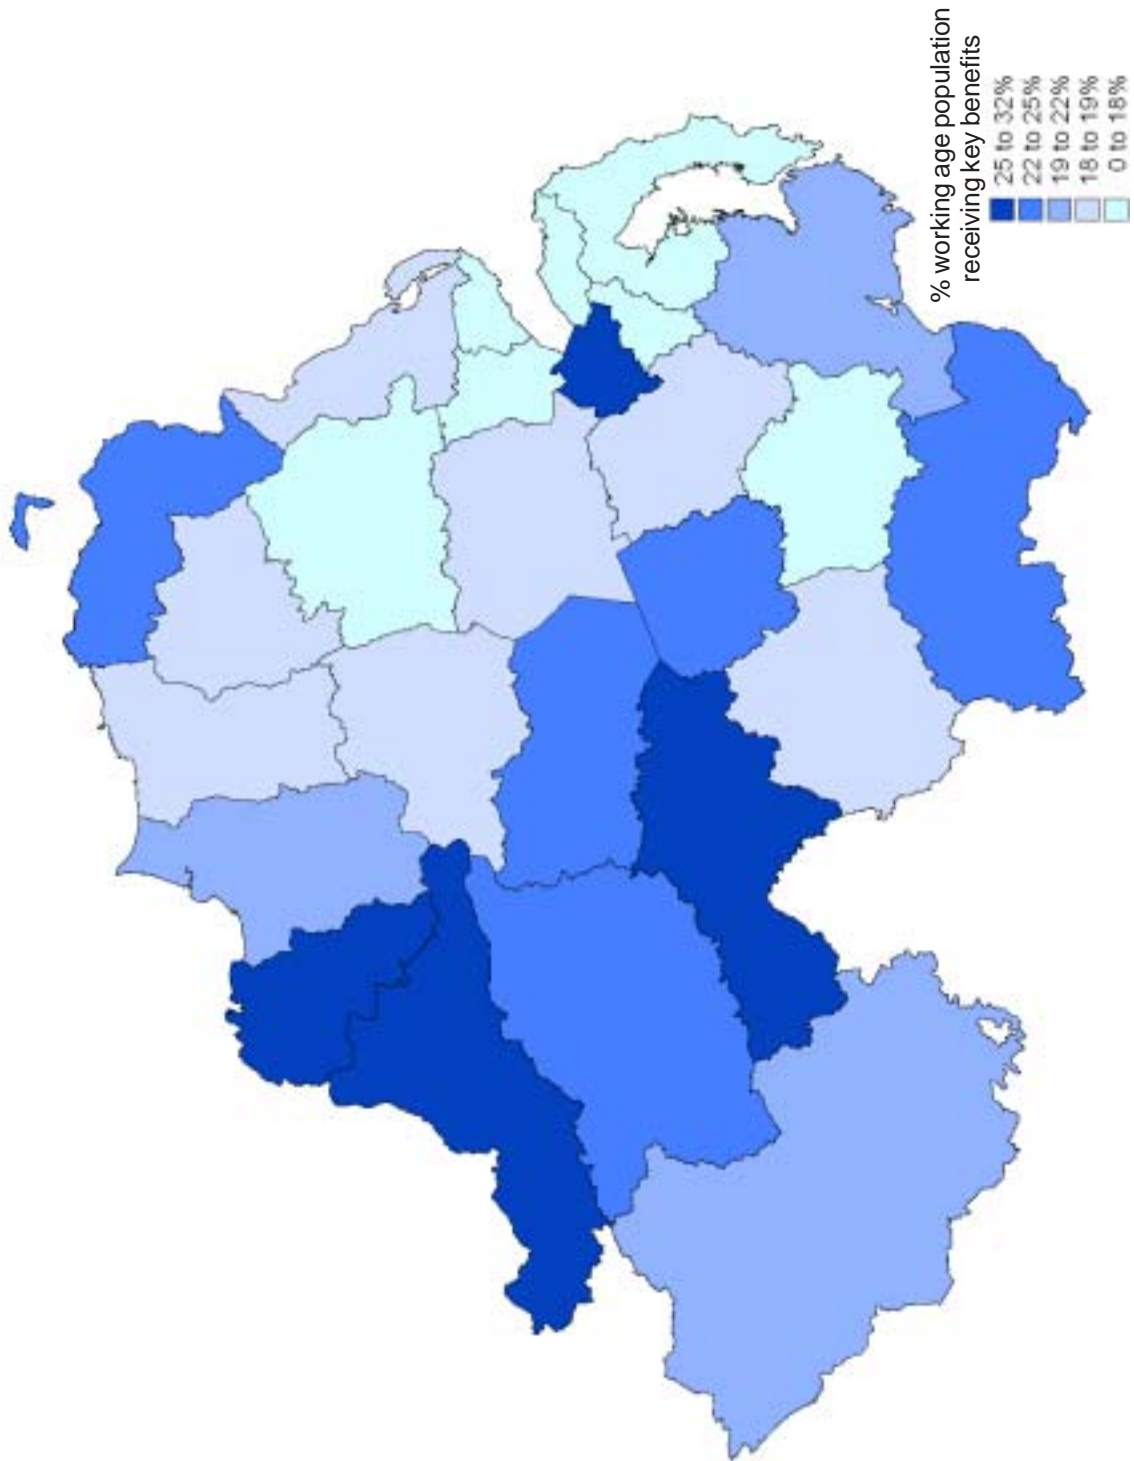 % working age population
receiving key benefits
25 to 32%
22 to 25%
19 to 22%
18 to 19%
0 to 18%